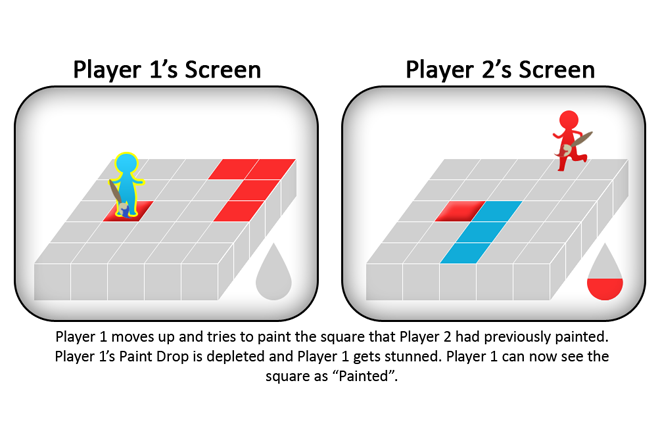 Player 1's Screen
Player 2's Screen
Player 1 moves up and tries to paint the square that Player 2 had previously painted.
Player 1's Paint Drop is depleted and Player 1 gets stunned. Player 1 can now see the
square as “Painted”.